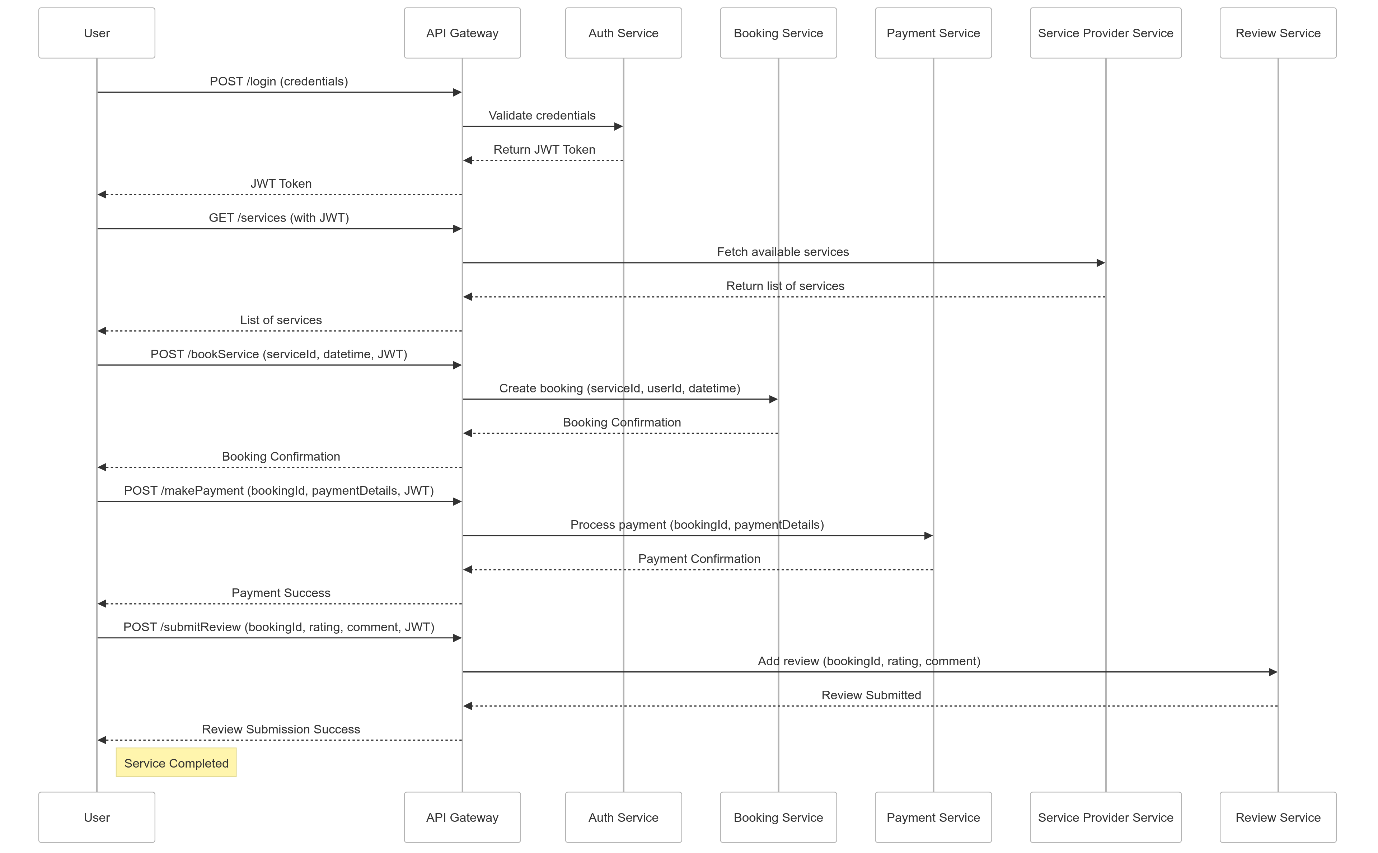 User
API Gateway
Auth Service
Booking Service
Payment Service
Service Provider Service
Review Service
POST /login (credentials)
Validate credentials
Return JWT Token
JWT Token
GET /services (with JWT)
Fetch available services
Return list of services
List of services
POST /bookService (serviceId, datetime, JWT)
Create booking (serviceId, userId, datetime)
Booking Confirmation
Booking Confirmation
POST /makePayment (bookingId, paymentDetails, JWT)
Process payment (bookingId, paymentDetails)
Payment Confirmation
Payment Success
POST /submitReview (bookingId, rating, comment, JWT)
Add review (bookingId, rating, comment)
Review Submitted
Review Submission Success
Service Completed
User
API Gateway
Auth Service
Booking Service
Payment Service
Service Provider Service
Review Service